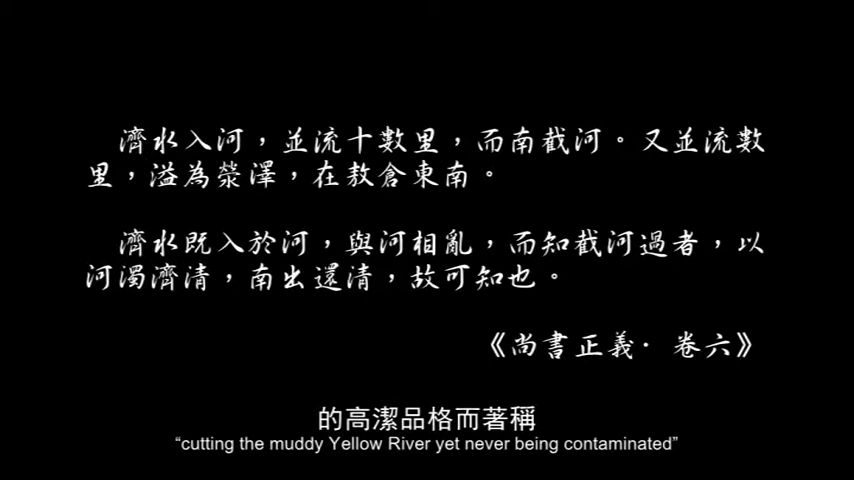 濟水入河，並流十數里，而南截河。又並流數
里，溢為滎澤，在敖倉東南。
濟水既入於河，與河相亂，而知截河過者，以
河濁濟清，南出還清，故可知也。
《尚書正義· 卷六》
的高潔品格而著稱
“cutting the muddy Yellow River yet never being contaminated”